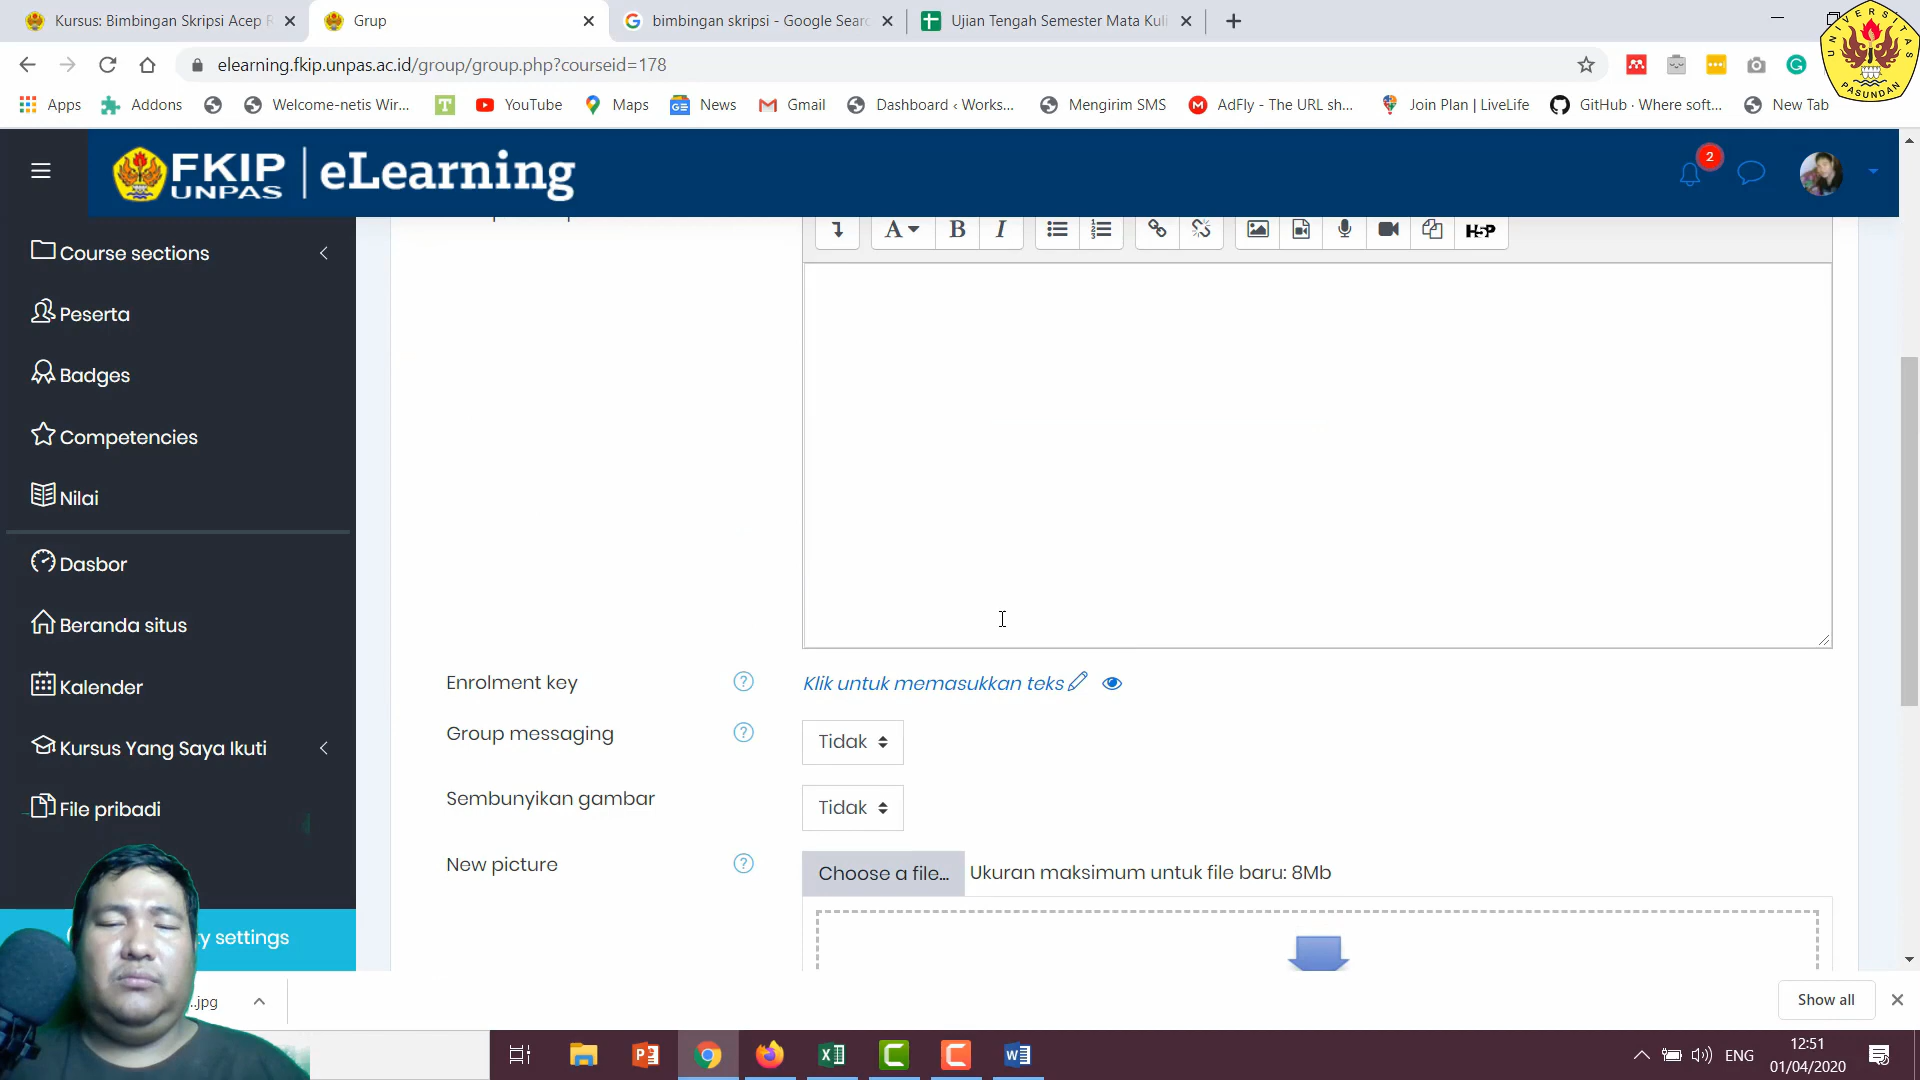 Kursus: Bimbingan Skripsi Acep R
Grup
bimbingan skripsi - Google Searc
Ujian Tengah Semester Mata Kuli
elearning.fkip.unpas.ac.id/group/group.php?courseid=178
Apps
Addons
Welcome-netis Wir...
YouTube
Maps
News
Gmail
Dashboard ‹ Works...
Mengirim SMS
AdFly - The URL sh...
Join Plan | LiveLife
GitHub · Where soft...
New Tab
UNIVERSITAS
PASUNDAN
FKIP
UNPAS
eLearning
2
Course sections
Peserta
Badges
Competencies
Nilai
Dasbor
Beranda situs
Kalender
Kursus Yang Saya Ikuti
File pribadi
y settings
A
B
I
H5P
Enrolment key
Klik untuk memasukkan teks
Group messaging
Tidak
Sembunyikan gambar
Tidak
New picture
Choose a file...
Ukuran maksimum untuk file baru: 8Mb
..jpg
Show all
ENG
12:51
01/04/2020